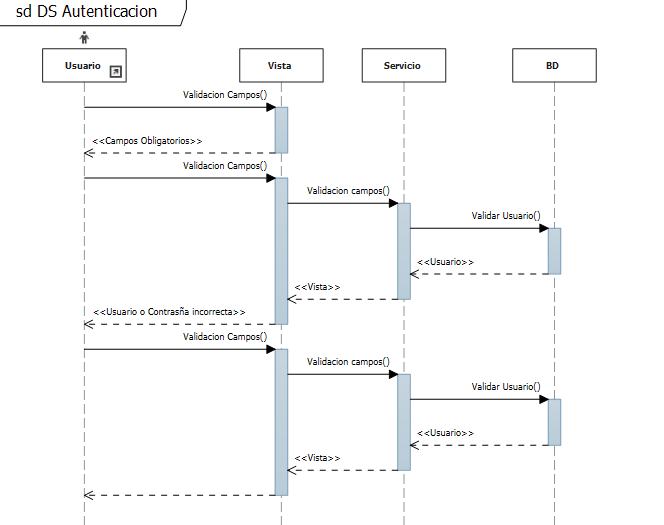 sd DS Autenticacion
Usuario
Vista
Servicio
BD
Validacion Campos()
<<Campos Obligatorios>>
Validacion Campos()
Validacion campos()
Validar Usuario()
<<Usuario>>
<<Vista>>
<<Usuario o Contrasña incorrecta>>
Validacion Campos()
Validacion campos()
Validar Usuario()
<<Usuario>>
<<Vista>>